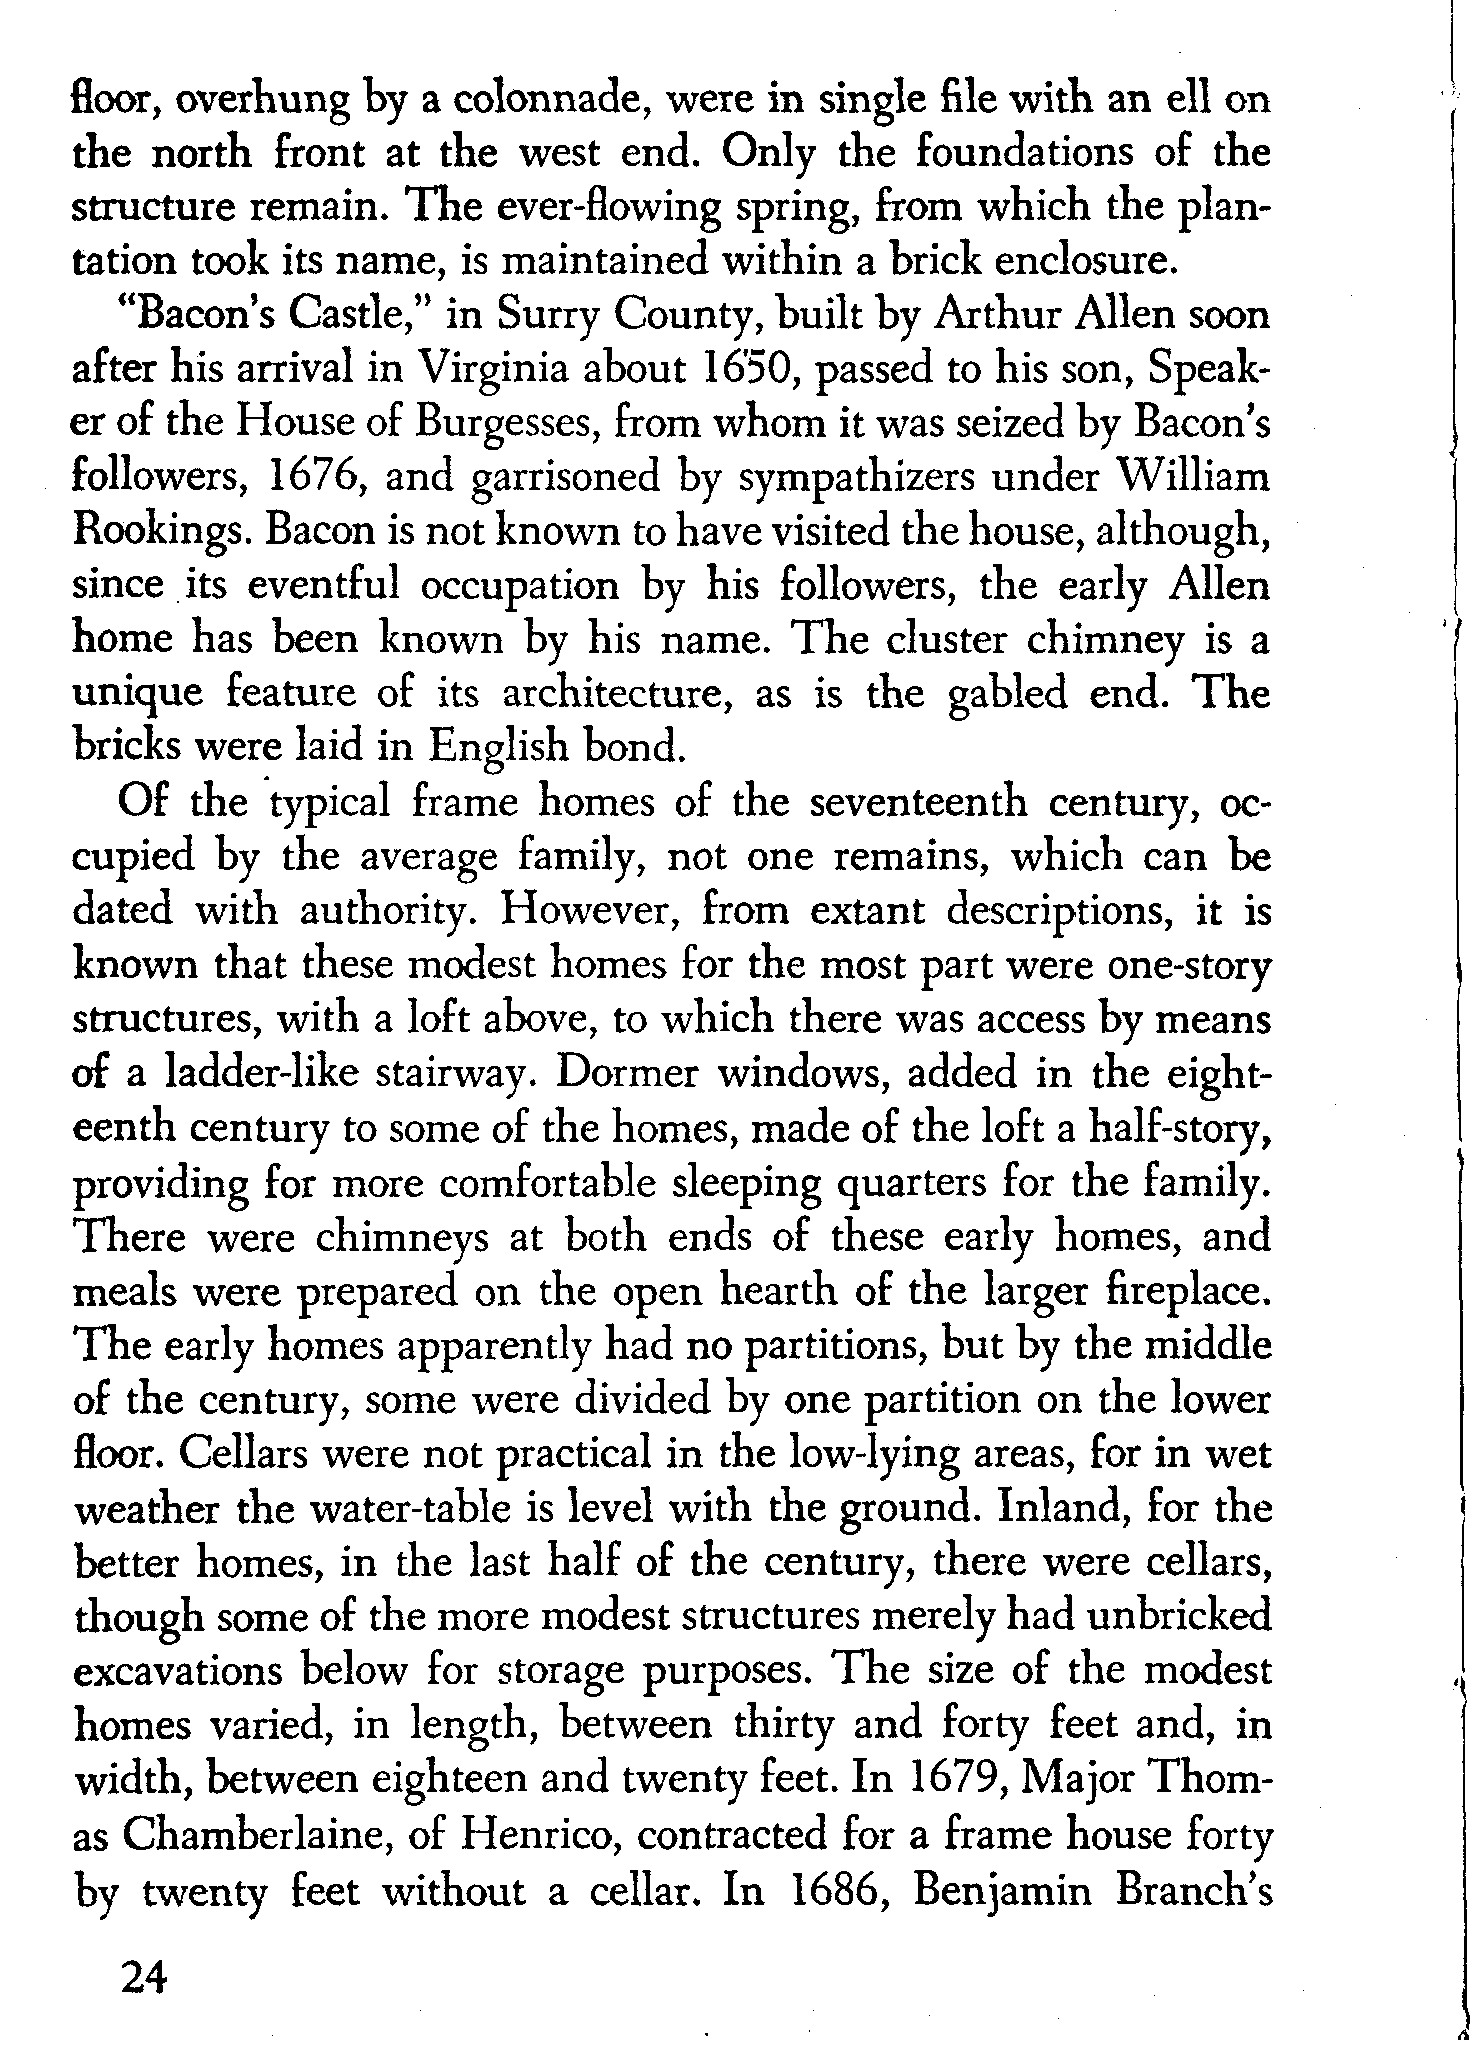 floor, overhung by a colonnade, were in single file with an ell on
the north front at the west end. Only the foundations of the
structure remain. The ever-flowing spring, from which the plan-
tation took its name, is maintained within a brick enclosure.
“Bacon’s Castle,” in Surry County, built by Arthur Allen soon
after his arrival in Virginia about 1650, passed to his son, Speak-
er of the House of Burgesses, from whom it was seized by Bacon’s
followers, 1676, and garrisoned by sympathizers under William
Rookings. Bacon is not known to have visited the house, although,
since its eventful occupation by his followers, the early Allen
home has been known by his name. The cluster chimney is a
unique feature of its architecture, as is the gabled end. The
bricks were laid in English bond.
Of the typical frame homes of the seventeenth century, oc-
cupied by the average family, not one remains, which can be
dated with authority. However, from extant descriptions, it is
known that these modest homes for the most part were one-story
structures, with a loft above, to which there was access by means
of a ladder-like stairway. Dormer windows, added in the eight-
eenth century to some of the homes, made of the loft a half-story,
providing for more comfortable sleeping quarters for the family.
There were chimneys at both ends of these early homes, and
meals were prepared on the open hearth of the larger fireplace.
The early homes apparently had no partitions, but by the middle
of the century, some were divided by one partition on the lower
floor. Cellars were not practical in the low-lying areas, for in wet
weather the water-table is level with the ground. Inland, for the
better homes, in the last half of the century, there were cellars,
though some of the more modest structures merely had unbricked
excavations below for storage purposes. The size of the modest
homes varied, in length, between thirty and forty feet and, in
width, between eighteen and twenty feet. In 1679, Major Thom-
as Chamberlaine, of Henrico, contracted for a frame house forty
by twenty feet without a cellar. In 1686, Benjamin Branch’s
24